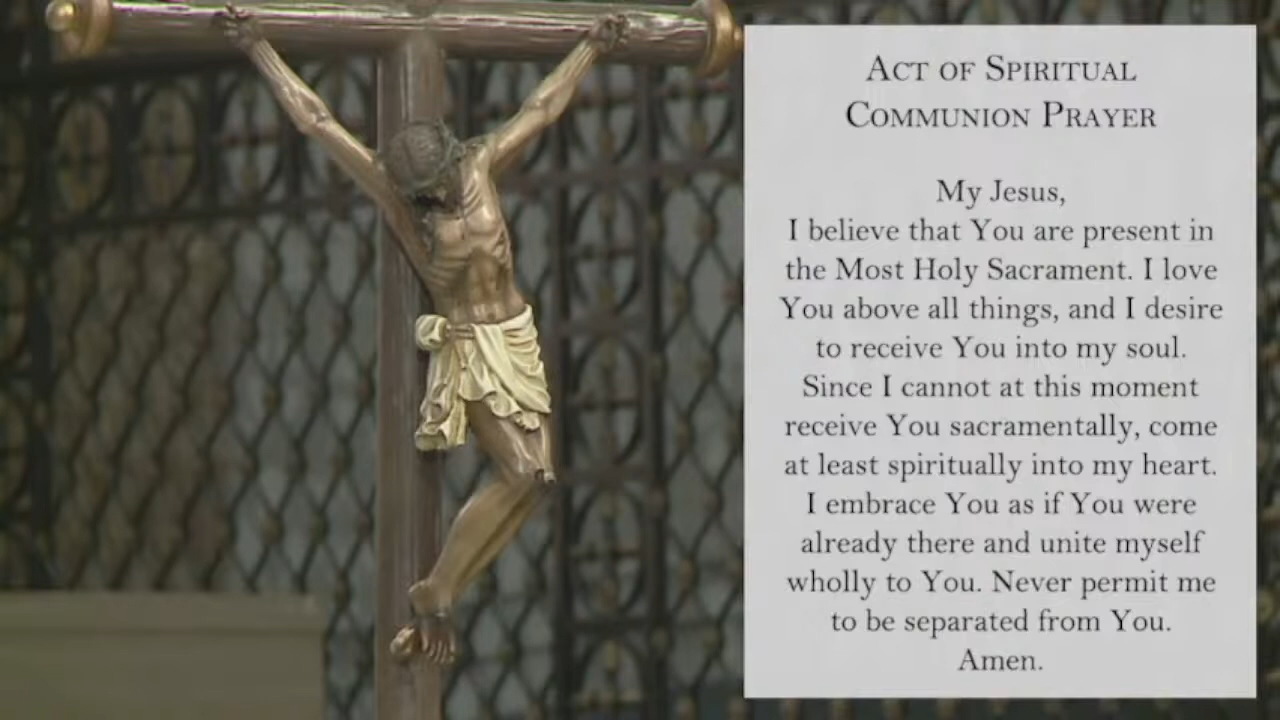 ACT OF SPIRITUAL
COMMUNION PRAYER
My Jesus,
I believe that You are present in
the Most Holy Sacrament. I love
You above all things, and I desire
to receive You into my soul.
Since I cannot at this moment
receive You sacramentally, come
at least spiritually into my heart.
I embrace You as if You were
already there and unite myself
wholly to You. Never permit me
to be separated from You.
Amen.